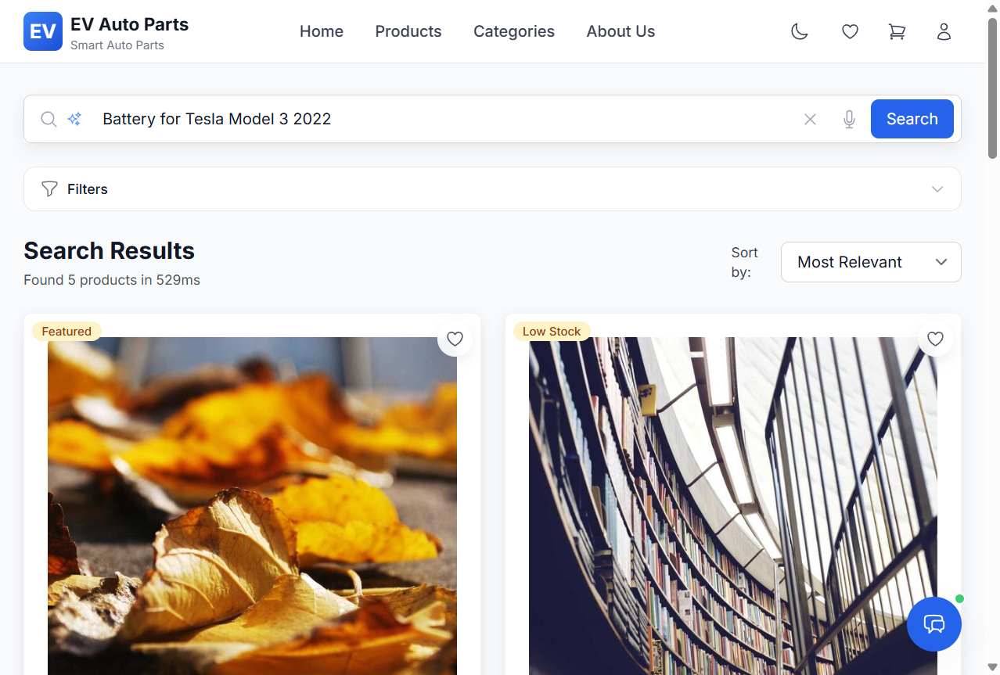 EV
EV Auto Parts
Smart Auto Parts
Home
Products
Categories
About Us
Battery for Tesla Model 3 2022
Search
Filters
Search Results
Found 5 products in 529ms
Sort
by:
Most Relevant
Featured
Low Stock